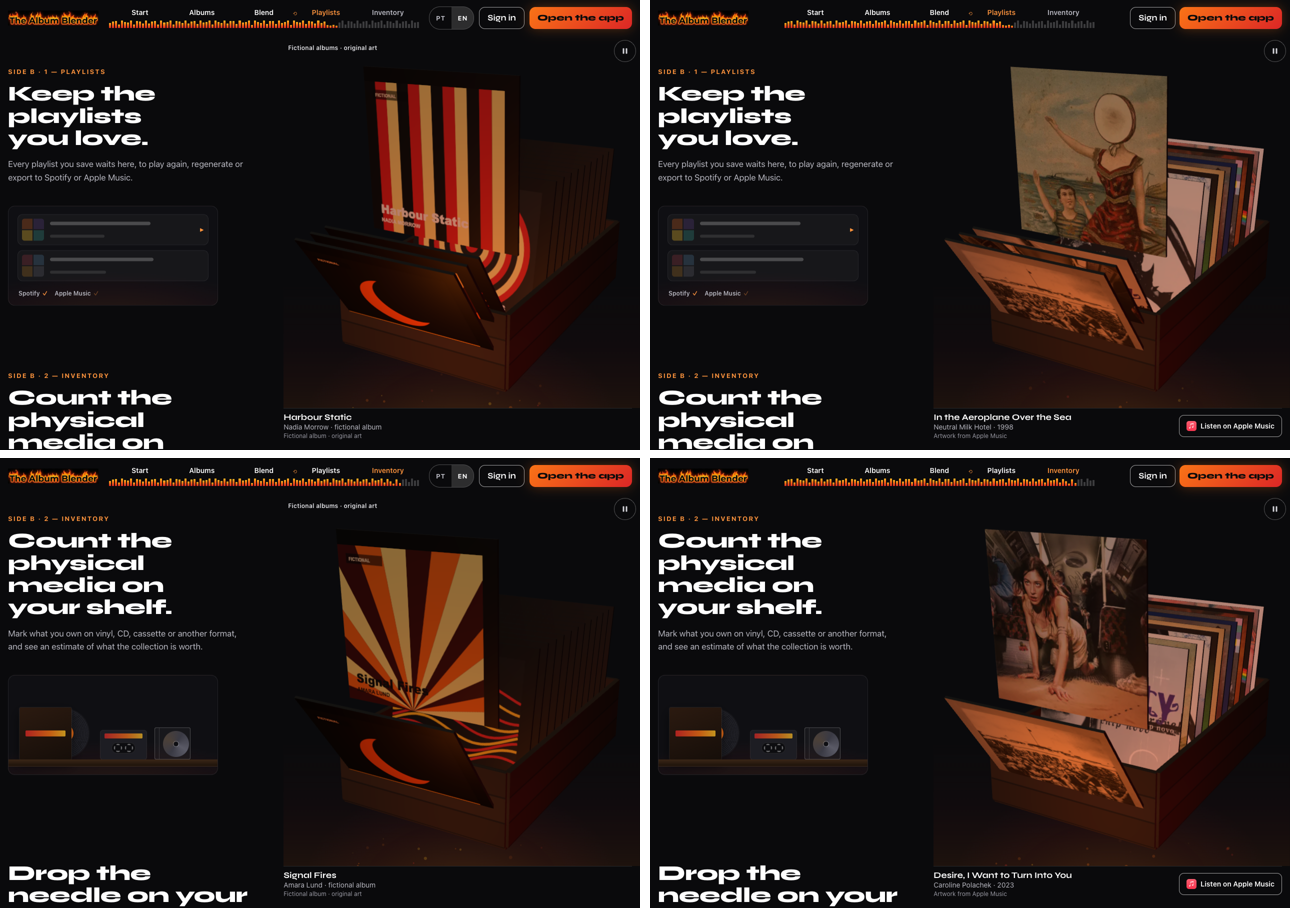 The Album Blender
Start
Albums
Blend
Playlists
Inventory
PT
EN
Sign in
Open the app
Fictional albums · original art
SIDE B · 1 — PLAYLISTS
Keep the
playlists
you love.
Every playlist you save waits here, to play again, regenerate or
export to Spotify or Apple Music.
Spotify ✓ Apple Music ✓
FICTIONAL
Harbour Static
NADIA MORROW
SIDE B · 2 — INVENTORY
Count the
physical
media on
Harbour Static
Nadia Morrow · fictional album
Fictional album · original art
The Album Blender
Start
Albums
Blend
Playlists
Inventory
Sign in
Open the app
SIDE B · 1 — PLAYLISTS
Keep the
playlists
you love.
Every playlist you save waits here, to play again, regenerate or
export to Spotify or Apple Music.
Spotify ✓ Apple Music ✓
SIDE B · 2 — INVENTORY
Count the
physical
media on
In the Aeroplane Over the Sea
Neutral Milk Hotel · 1998
Artwork from Apple Music
Listen on Apple Music
The Album Blender
Start
Albums
Blend
Playlists
Inventory
PT
EN
Sign in
Open the app
Fictional albums · original art
SIDE B · 2 — INVENTORY
Count the
physical
media on
your shelf.
Mark what you own on vinyl, CD, cassette or another format,
and see an estimate of what the collection is worth.
FICTIONAL
Signal Fires
AMARA LUND
Drop the
needle on your
Signal Fires
Amara Lund · fictional album
Fictional album · original art
The Album Blender
Start
Albums
Blend
Playlists
Inventory
Sign in
Open the app
SIDE B · 2 — INVENTORY
Count the
physical
media on
your shelf.
Mark what you own on vinyl, CD, cassette or another format,
and see an estimate of what the collection is worth.
Drop the
needle on your
Desire, I Want to Turn Into You
Caroline Polachek · 2023
Artwork from Apple Music
Listen on Apple Music